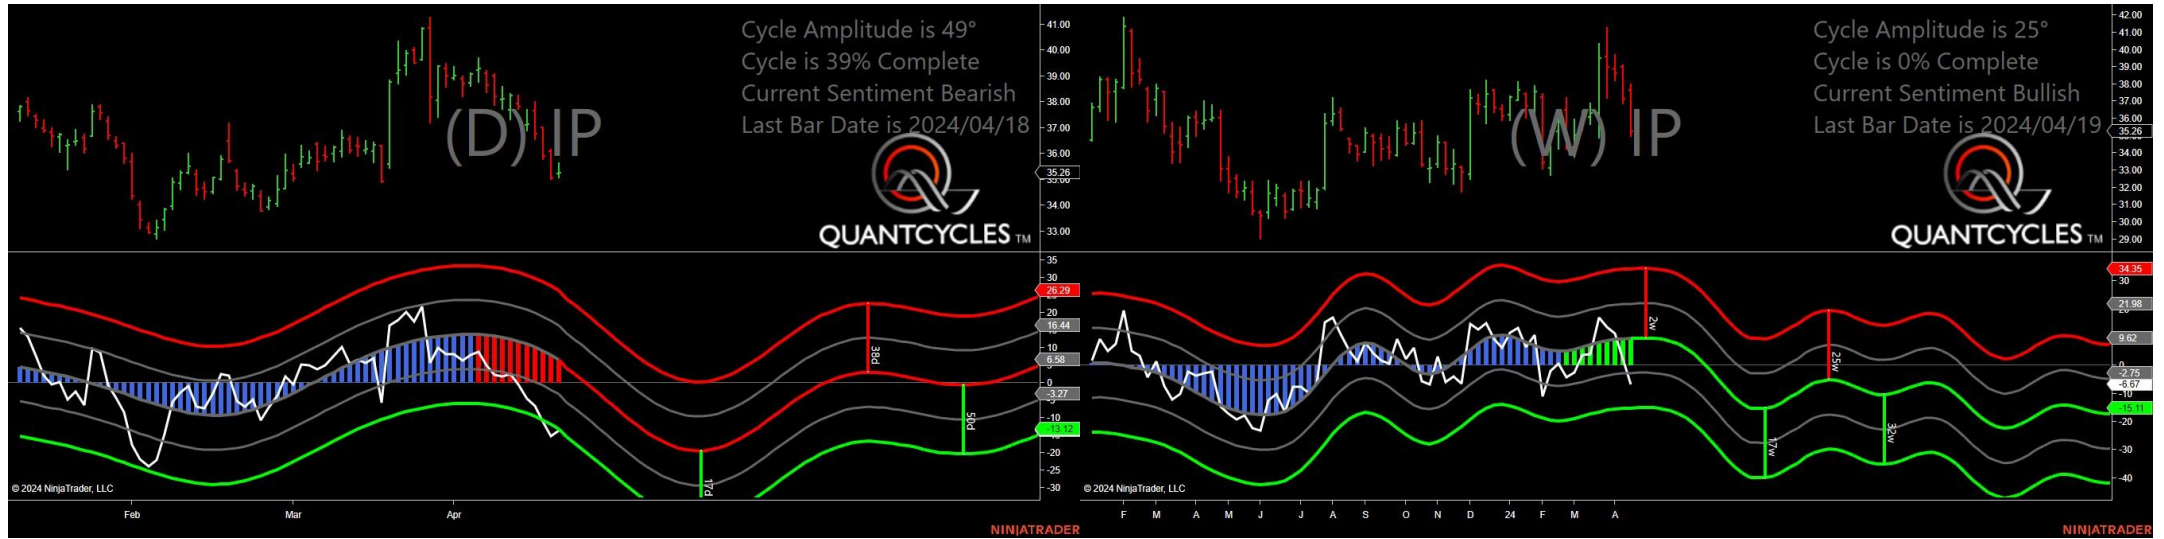 Cycle Amplitude is 49°
Cycle is 39% Complete
Current Sentiment Bearish
Last Bar Date is 2024/04/18
(D) IP
QUANTCYCLES TM
41.00
40.00
39.00
38.00
37.00
36.00
35.26
34.00
33.00
35
30
26.29
16.44
10
6.58
0
-3.27
-10
-13.12
-20
-25
-30
38d
50d
17d
© 2024 NinjaTrader, LLC
Feb Mar Apr
NINJATRADER
Cycle Amplitude is 25°
Cycle is 0% Complete
Current Sentiment Bullish
Last Bar Date is 2024/04/19
(W) IP
QUANTCYCLES TM
42.00
41.00
40.00
39.00
38.00
37.00
36.00
35.26
34.00
33.00
32.00
31.00
30.00
29.00
34.35
30
21.98
9.62
0
-2.75
-6.67
-10
-15.11
-20
-30
-40
2w
25w
17w
32w
© 2024 NinjaTrader, LLC
F M A M J J A S O N D 24 F M A
NINJATRADER